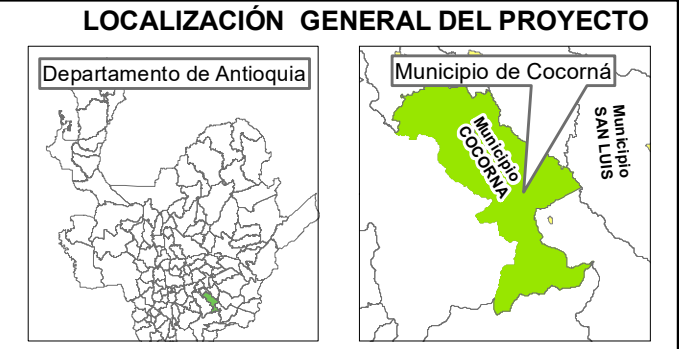 LOCALIZACIÓN GENERAL DEL PROYECTO
Departamento de Antioquia
Municipio de Cocorná
Municipio
COCORNA
Municipio
SAN LUIS